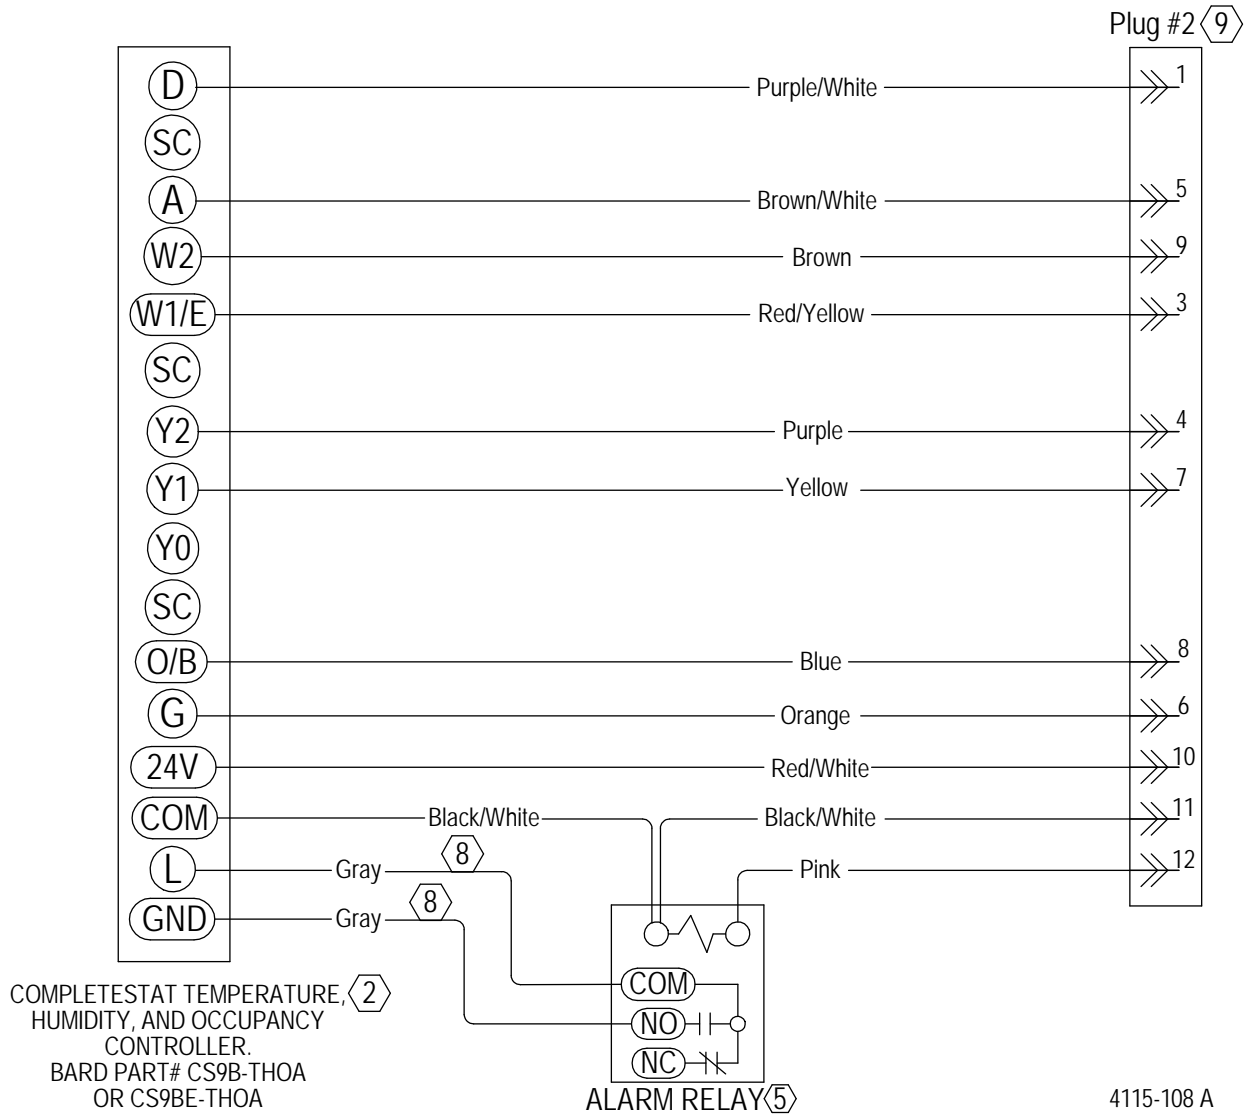 Plug #2 9
D Purple/White 1
SC
A Brown/White 5
W2 Brown 9
W1/E Red/Yellow 3
SC
Y2 Purple 4
Y1 Yellow 7
Y0
SC
O/B Blue 8
G Orange 6
24V Red/White 10
COM Black/White Black/White 11
L Gray 8 Pink 12
GND Gray 8
COM
NO
NC
COMPLETESTAT TEMPERATURE, 2
HUMIDITY, AND OCCUPANCY
CONTROLLER.
BARD PART# CS9B-THOA
OR CS9BE-THOA
ALARM RELAY 5
4115-108 A